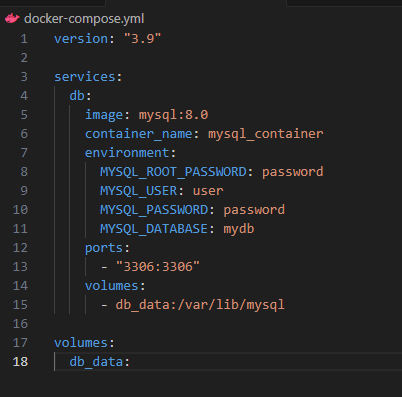 docker-compose.yml
1 version: "3.9"
2
3 services:
4   db:
5     image: mysql:8.0
6     container_name: mysql_container
7     environment:
8       MYSQL_ROOT_PASSWORD: password
9       MYSQL_USER: user
10       MYSQL_PASSWORD: password
11       MYSQL_DATABASE: mydb
12     ports:
13       - "3306:3306"
14     volumes:
15       - db_data:/var/lib/mysql
16
17 volumes:
18   db_data: